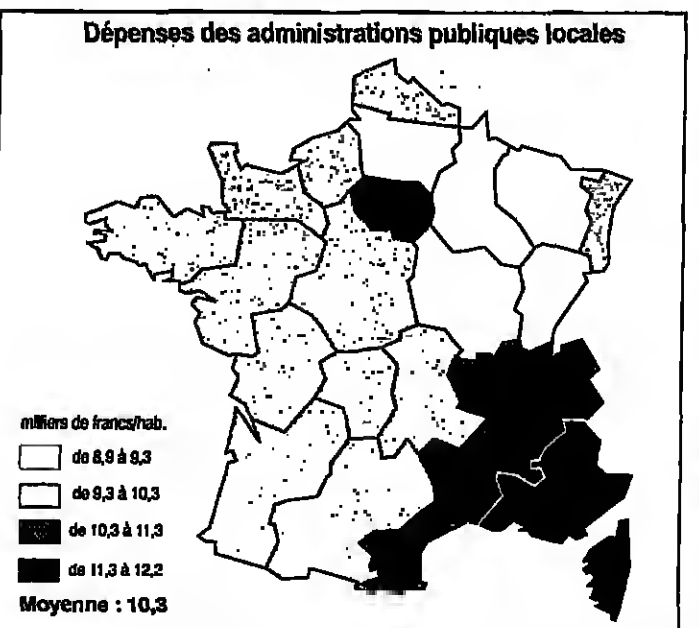 Dépenses des administrations publiques locales
milliers de francs/hab.
de 8,9 à 9,3
de 9,3 à 10,3
de 10,3 à 11,3
de 11,3 à 12,2
Moyenne : 10,3